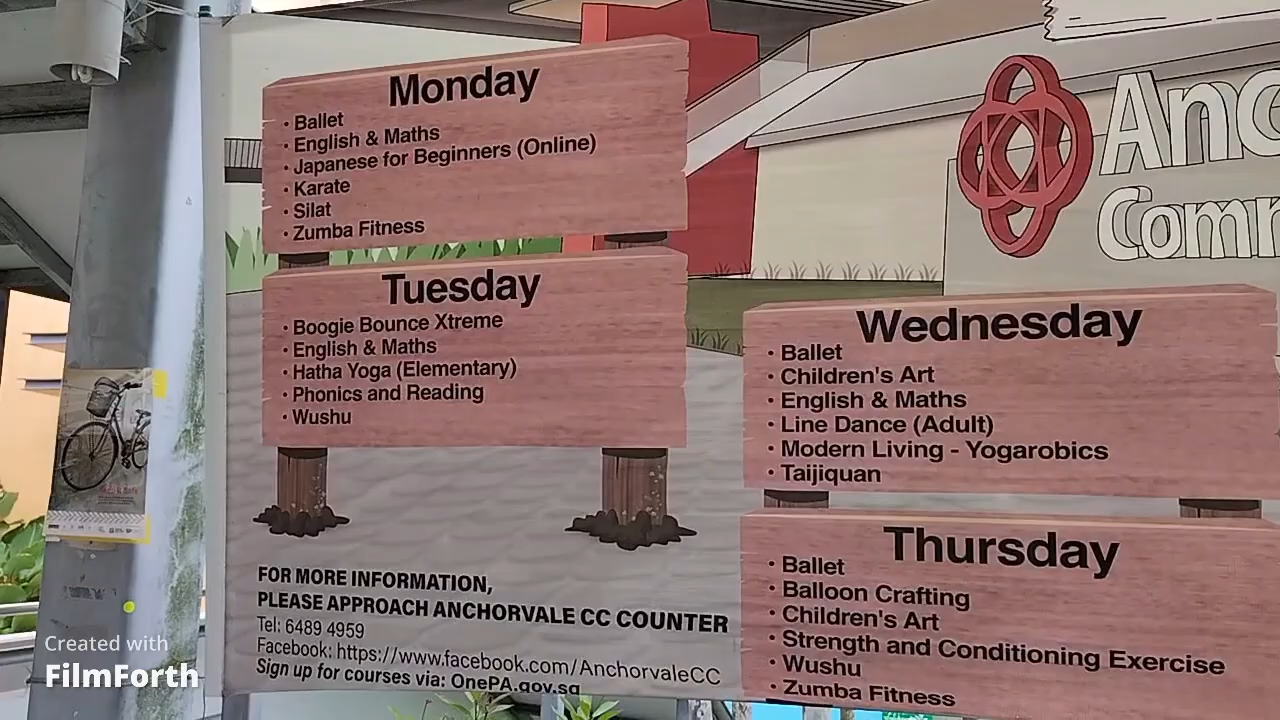 Monday
• Ballet
• English & Maths
• Japanese for Beginners (Online)
• Karate
• Silat
• Zumba Fitness
Tuesday
• Boogie Bounce Xtreme
• English & Maths
• Hatha Yoga (Elementary)
• Phonics and Reading
• Wushu
Wednesday
• Ballet
• Children's Art
• English & Maths
• Line Dance (Adult)
• Modern Living - Yogarobics
• Taijiquan
Thursday
• Ballet
• Balloon Crafting
• Children's Art
• Strength and Conditioning Exercise
• Wushu
• Zumba Fitness
FOR MORE INFORMATION,
PLEASE APPROACH ANCHORVALE CC COUNTER
Tel: 6489 4959
Facebook: https://www.facebook.com/AnchorvaleCC
Sign up for courses via: OnePA.gov.sg
Created with
FilmForth